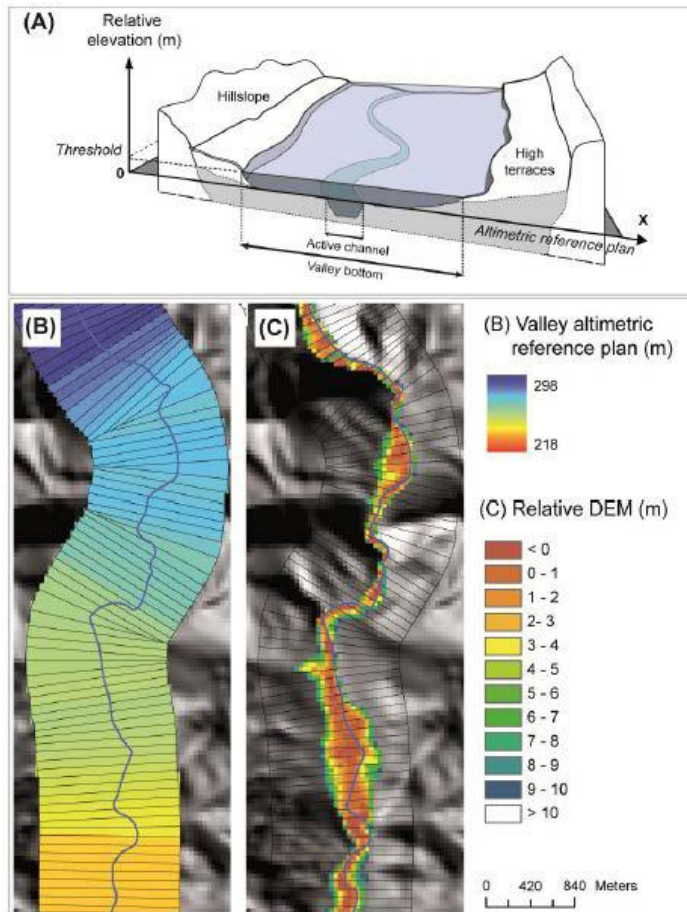 (A)
Relative
elevation (m)
Hillslope
Threshold
0
High
terraces
X
Active channel
Valley bottom
Altimetric reference plan
(B)
(C)
(B) Valley altimetric
reference plan (m)
298
218
(C) Relative DEM (m)
< 0
0 - 1
1 - 2
2- 3
3 - 4
4 - 5
5 - 6
6 - 7
7 - 8
8 - 9
9 - 10
> 10
0 420 840 Meters